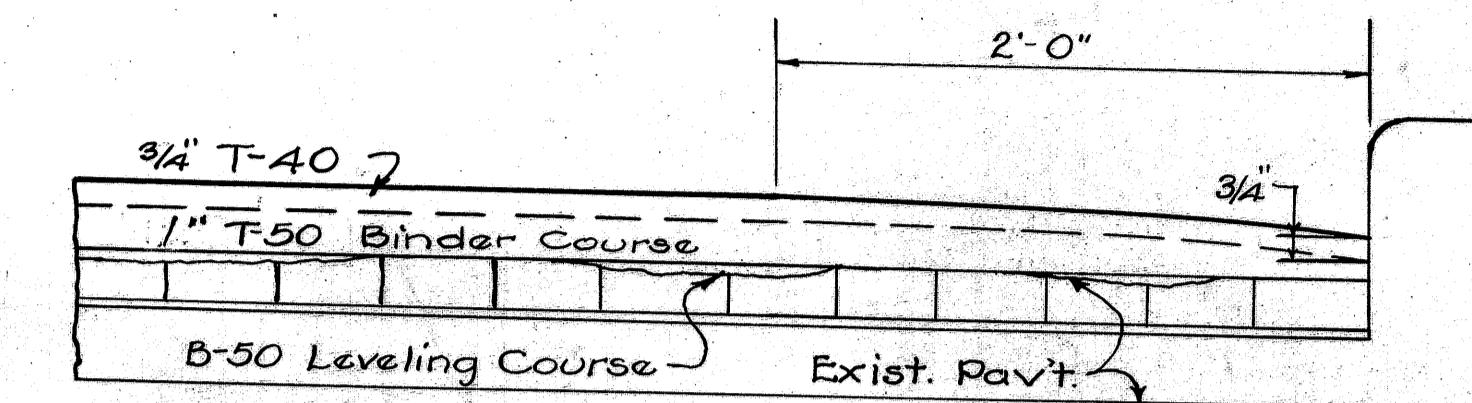 2'-0"
3/4" T-40
3/4"
1" T-50 Binder Course
B-50 Leveling Course
Exist. Pav't.